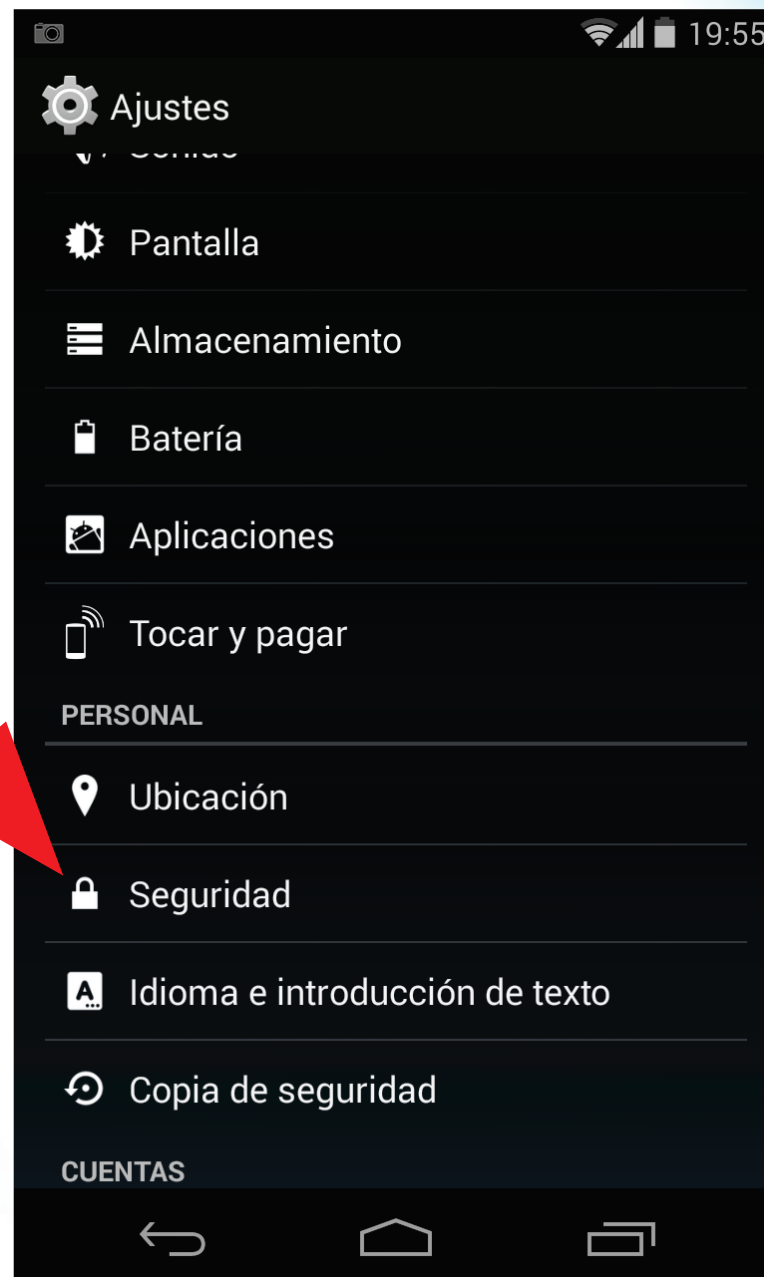 19:55
Ajustes
Pantalla
Almacenamiento
Batería
Aplicaciones
Tocar y pagar
PERSONAL
Ubicación
Seguridad
Idioma e introducción de texto
Copia de seguridad
CUENTAS